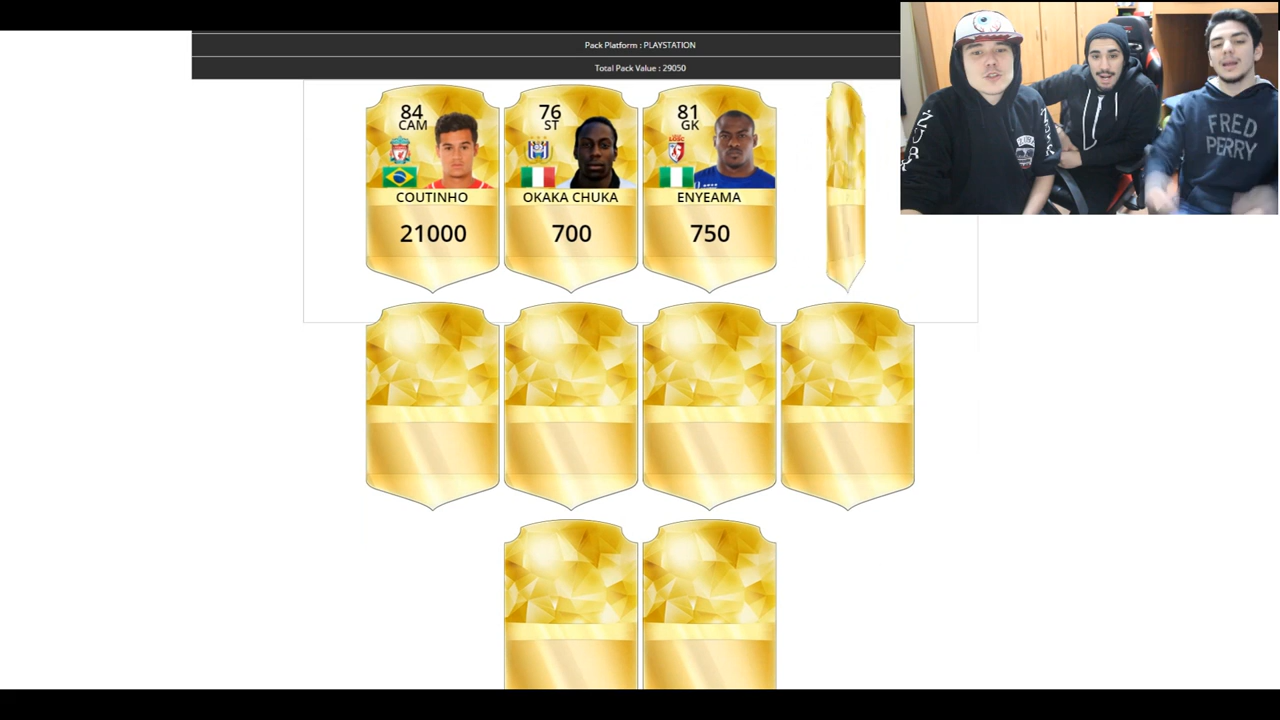 Pack Platform : PLAYSTATION
Total Pack Value : 29050
84
CAM
COUTINHO
21000
76
ST
OKAKA CHUKA
700
81
GK
LOSC
ENYEAMA
750
FRED
PERRY